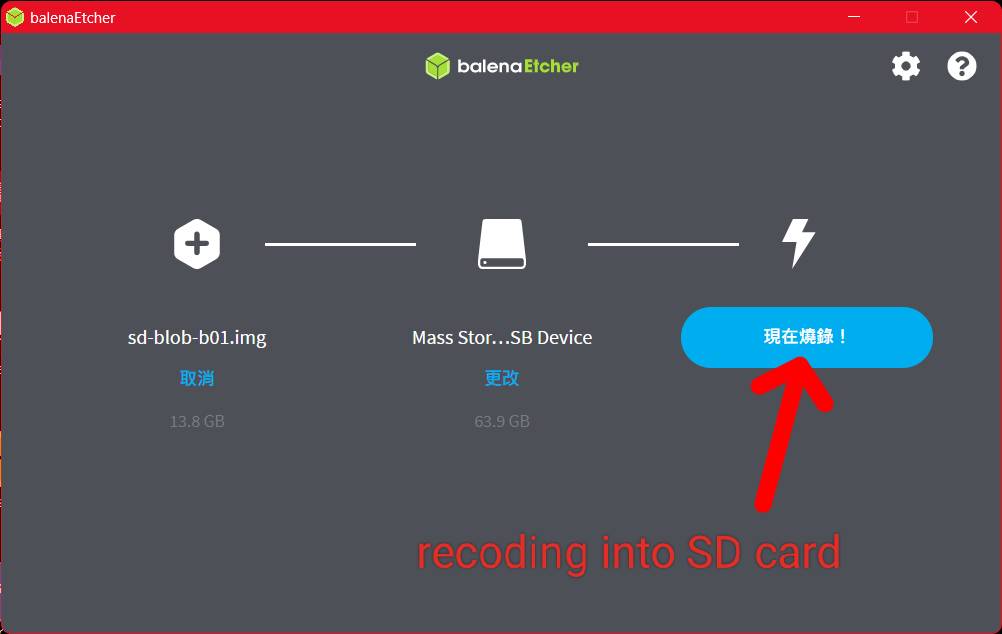 balenaEtcher
balenaEtcher
sd-blob-b01.img
Mass Stor...SB Device
現在燒錄！
取消
更改
13.8 GB
63.9 GB
recoding into SD card